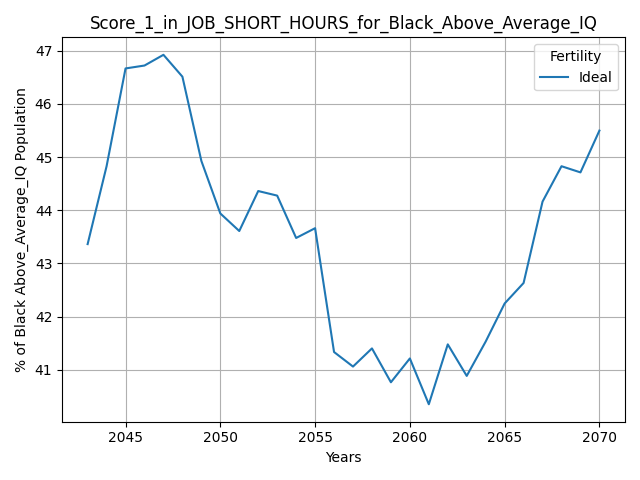 Score_1_in_JOB_SHORT_HOURS_for_Black_Above_Average_IQ
Fertility
Ideal
% of Black Above_Average_IQ Population
47
46
45
44
43
42
41
2045 2050 2055 2060 2065 2070
Years